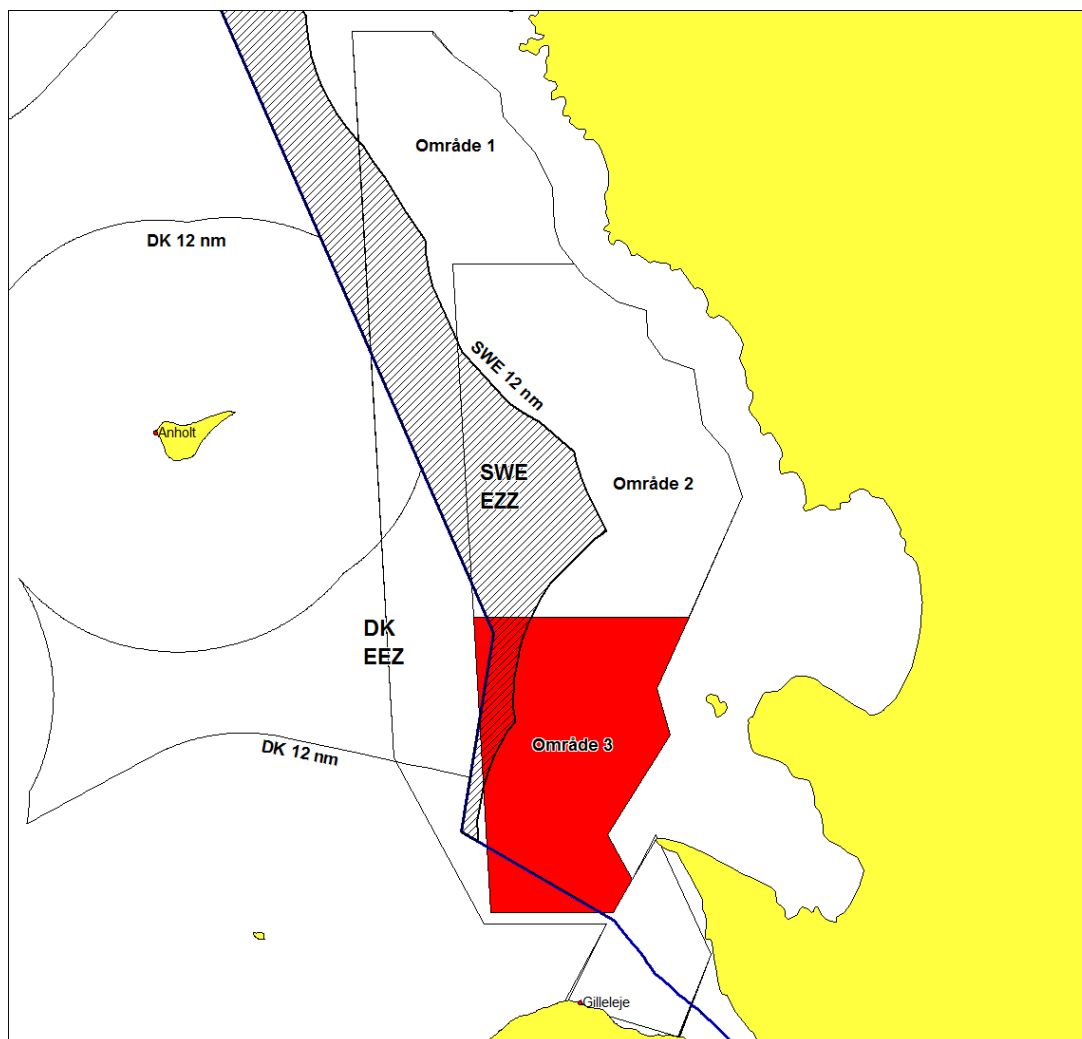 Område 1
DK 12 nm
SWE 12 nm
Anholt
SWE
EZZ
Område 2
DK
EEZ
DK 12 nm
Område 3
Gilleleje